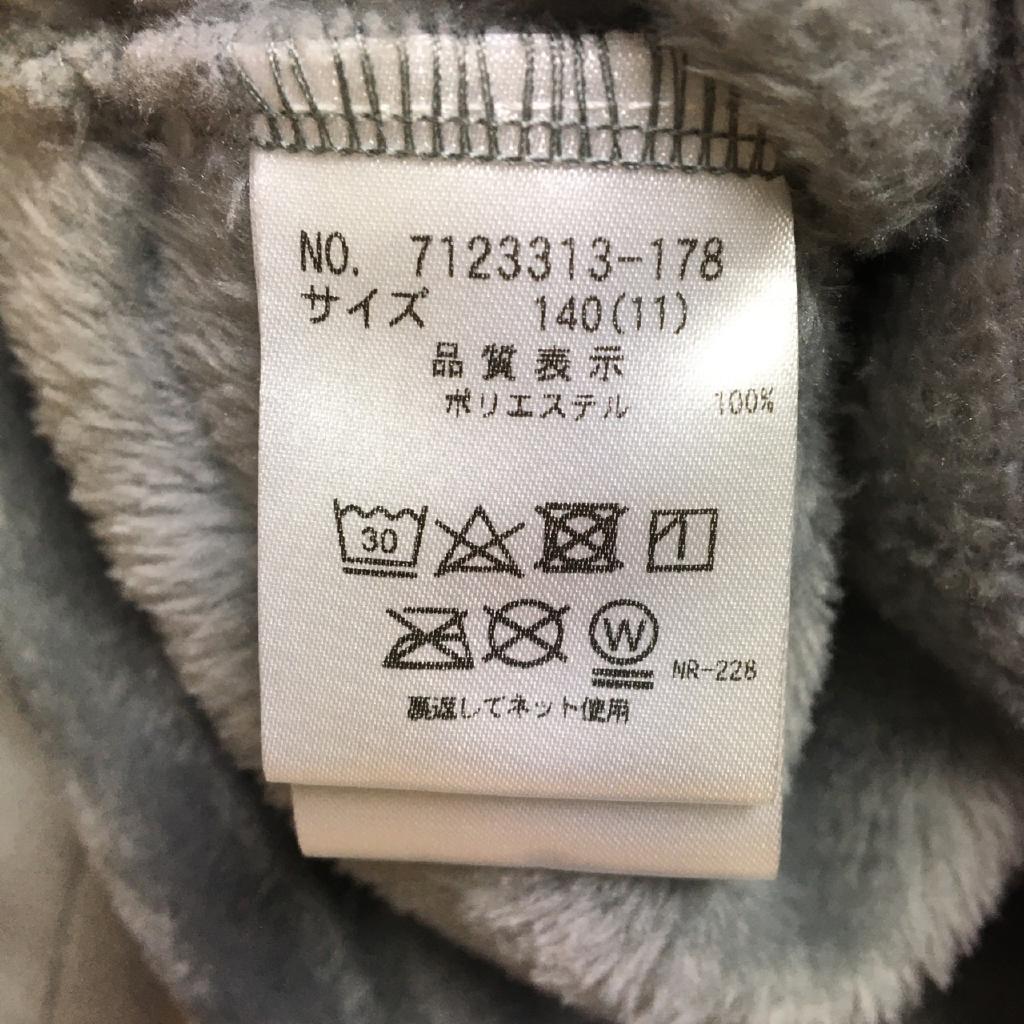 NO. 7123313-178
サイズ 140(11)
品質表示
ポリエステル 100%
30
W NR-228
裏返してネット使用